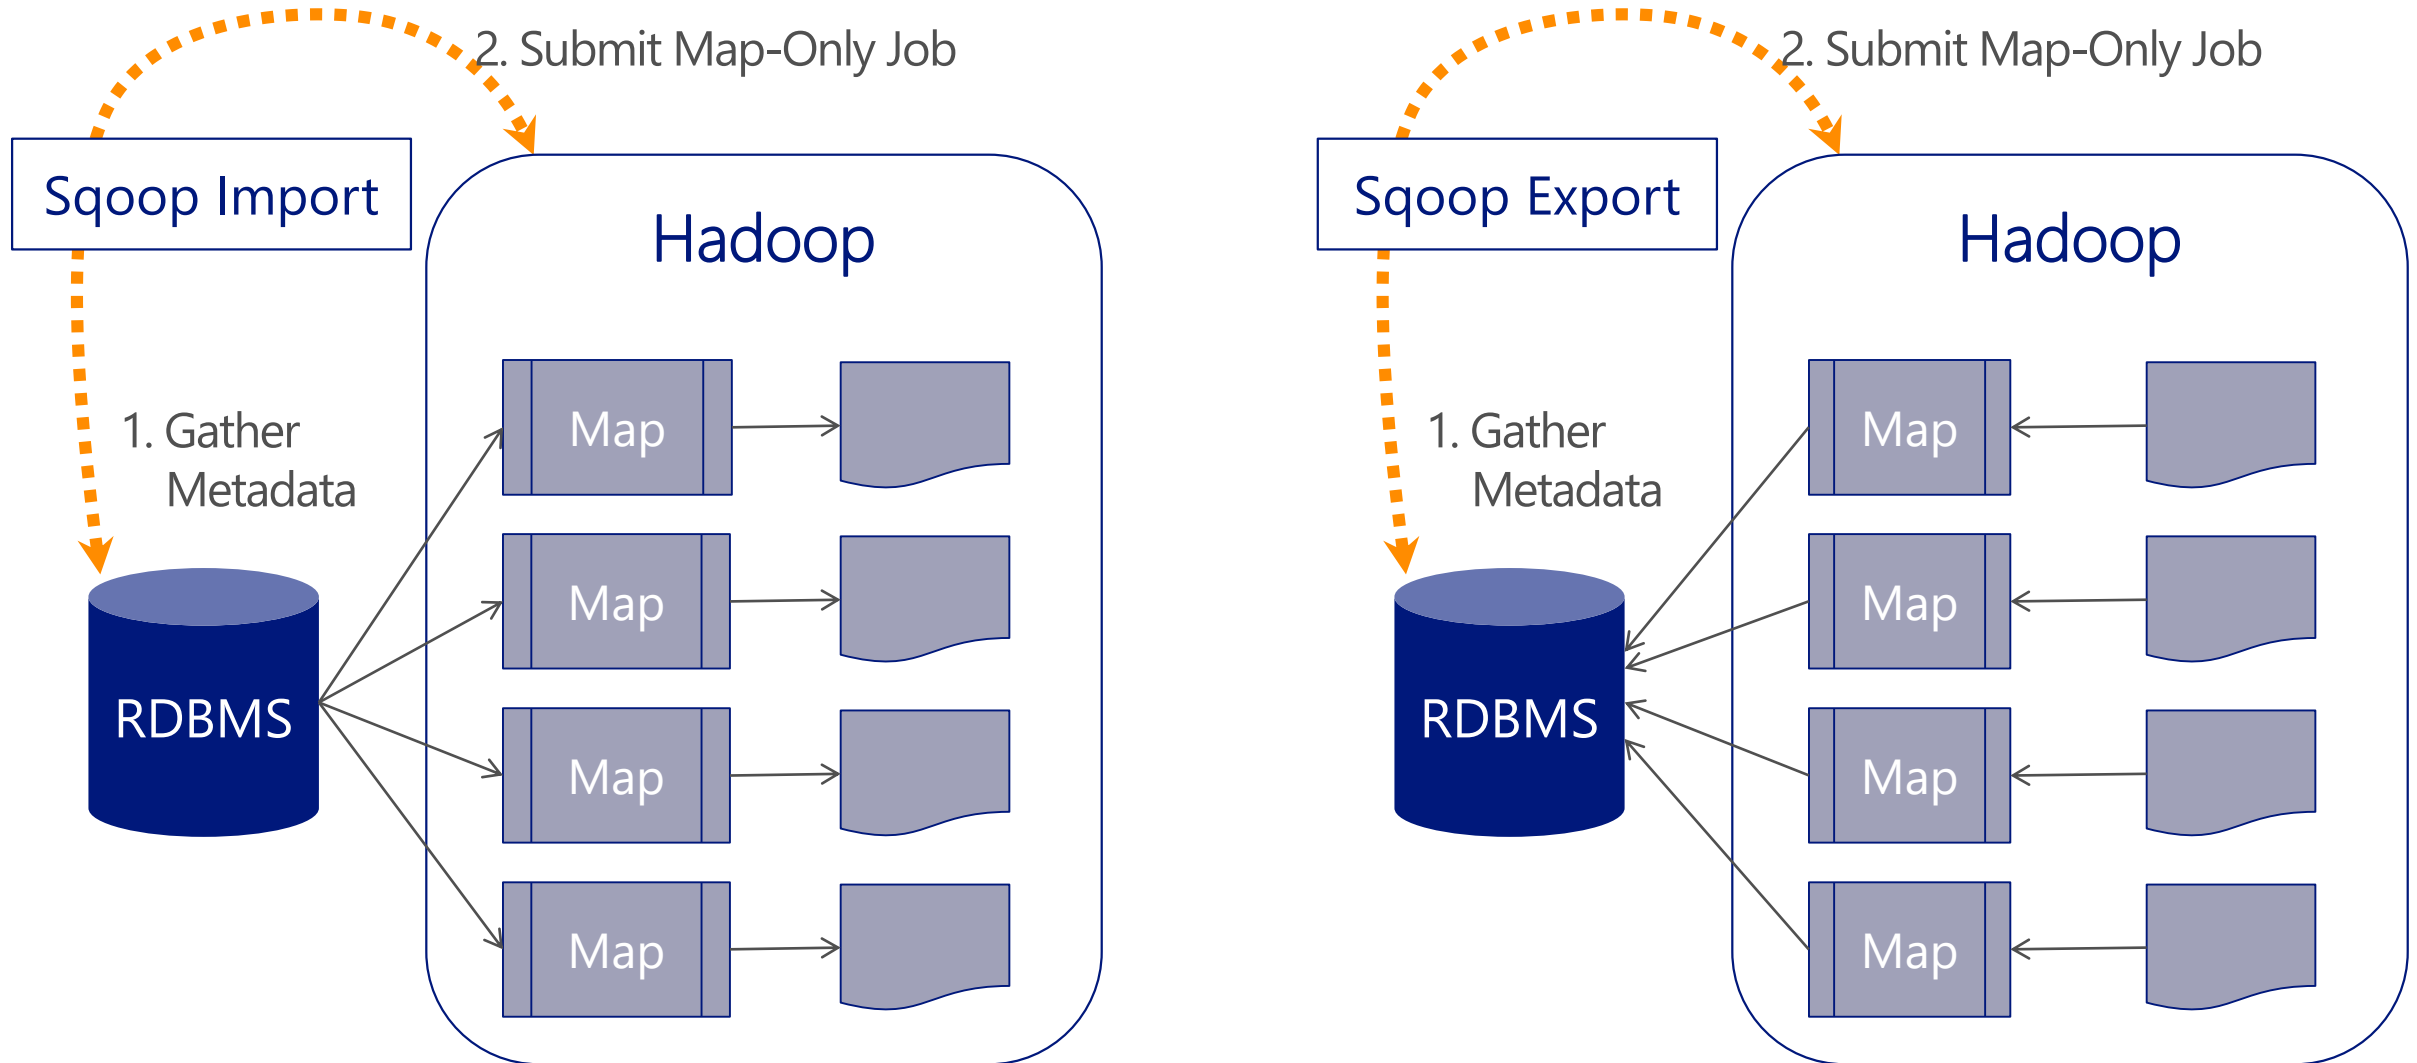 2. Submit Map-Only Job
Sqoop Import
Hadoop
1. Gather
Metadata
Map
Map
RDBMS
Map
Map
2. Submit Map-Only Job
Sqoop Export
Hadoop
1. Gather
Metadata
Map
Map
RDBMS
Map
Map